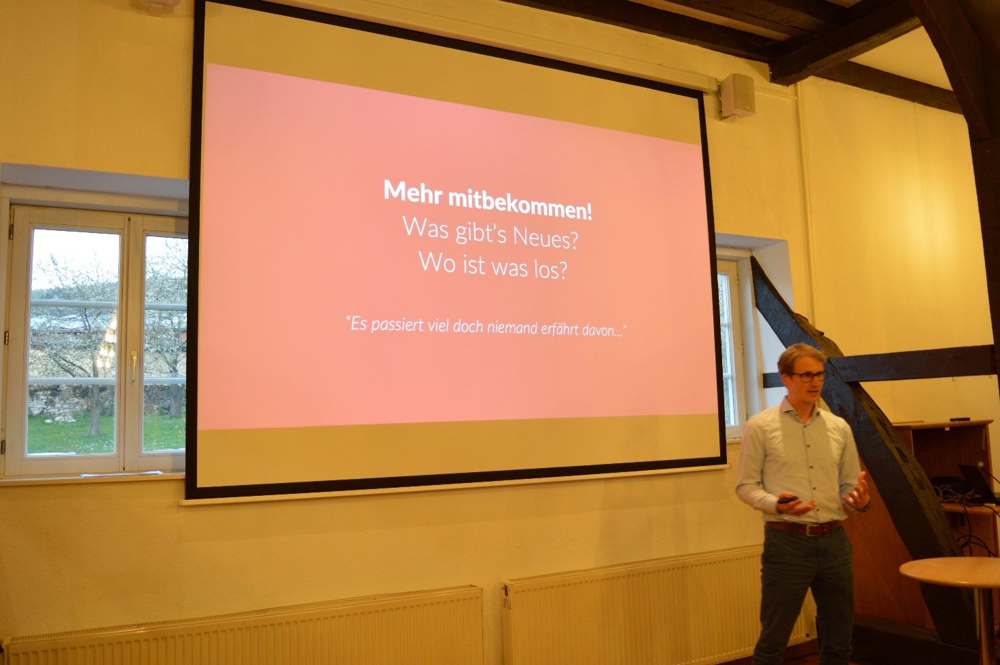 Mehr mitbekommen!
Was gibt's Neues?
Wo ist was los?
“Es passiert viel doch niemand erfährt davon...”